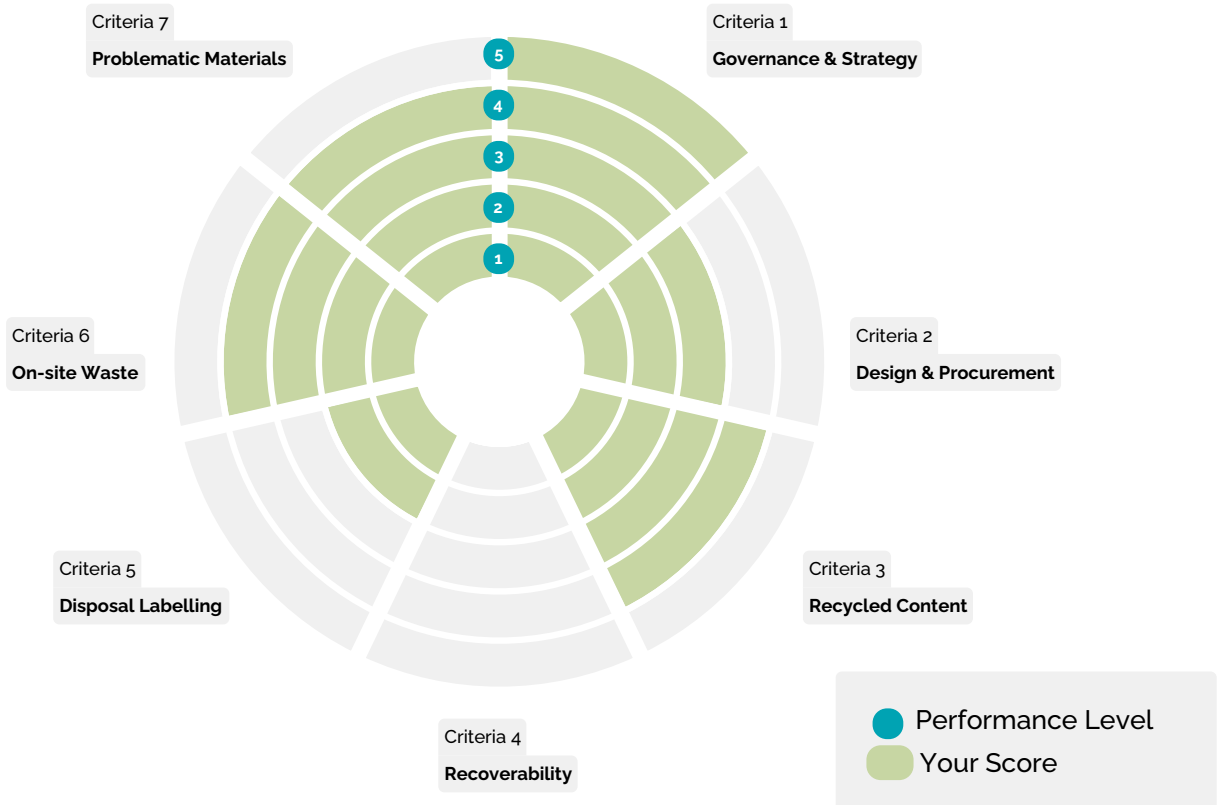 Criteria 7
Problematic Materials
Criteria 1
Governance & Strategy
5
4
3
2
1
Criteria 6
On-site Waste
Criteria 2
Design & Procurement
Criteria 5
Disposal Labelling
Criteria 3
Recycled Content
Criteria 4
Recoverability
Performance Level
Your Score